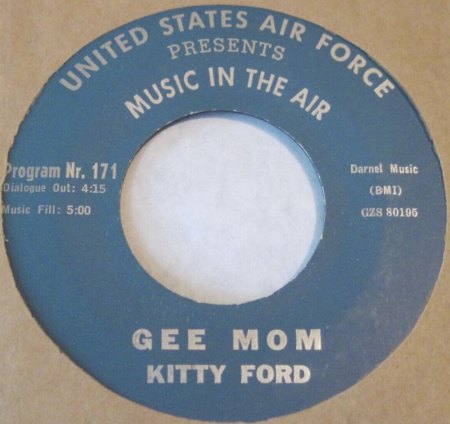 UNITED STATES AIR FORCE
PRESENTS
MUSIC IN THE AIR
Program Nr. 171
Dialogue Out: 4:15
Music Fill: 5:00
Darnel Music
(BMI)
GZS 80195
GEE MOM
KITTY FORD